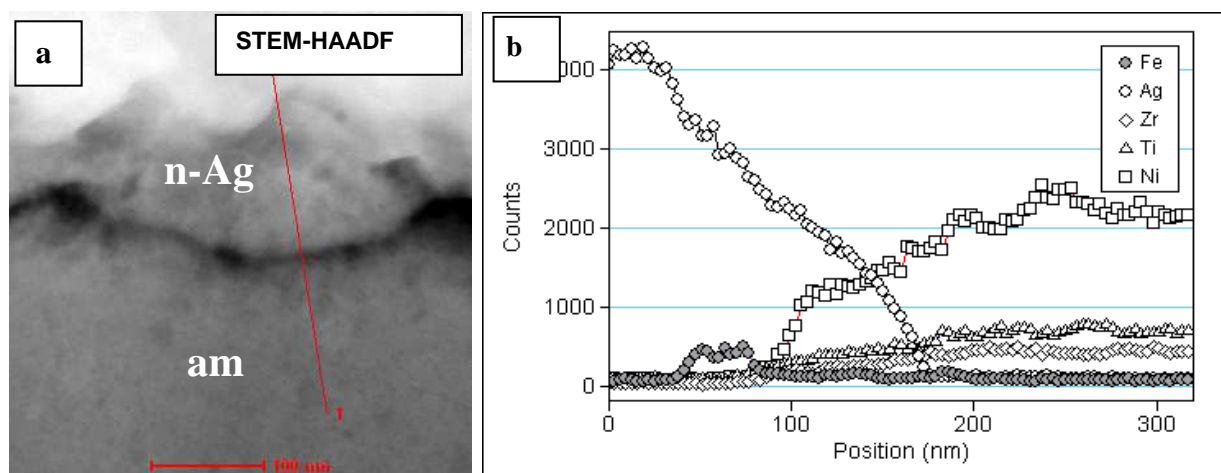 a
STEM-HAADF
n-Ag
am
100 nm
b
Fe
Ag
Zr
Ti
Ni
Counts
3000
2000
1000
0
0
100
200
300
Position (nm)